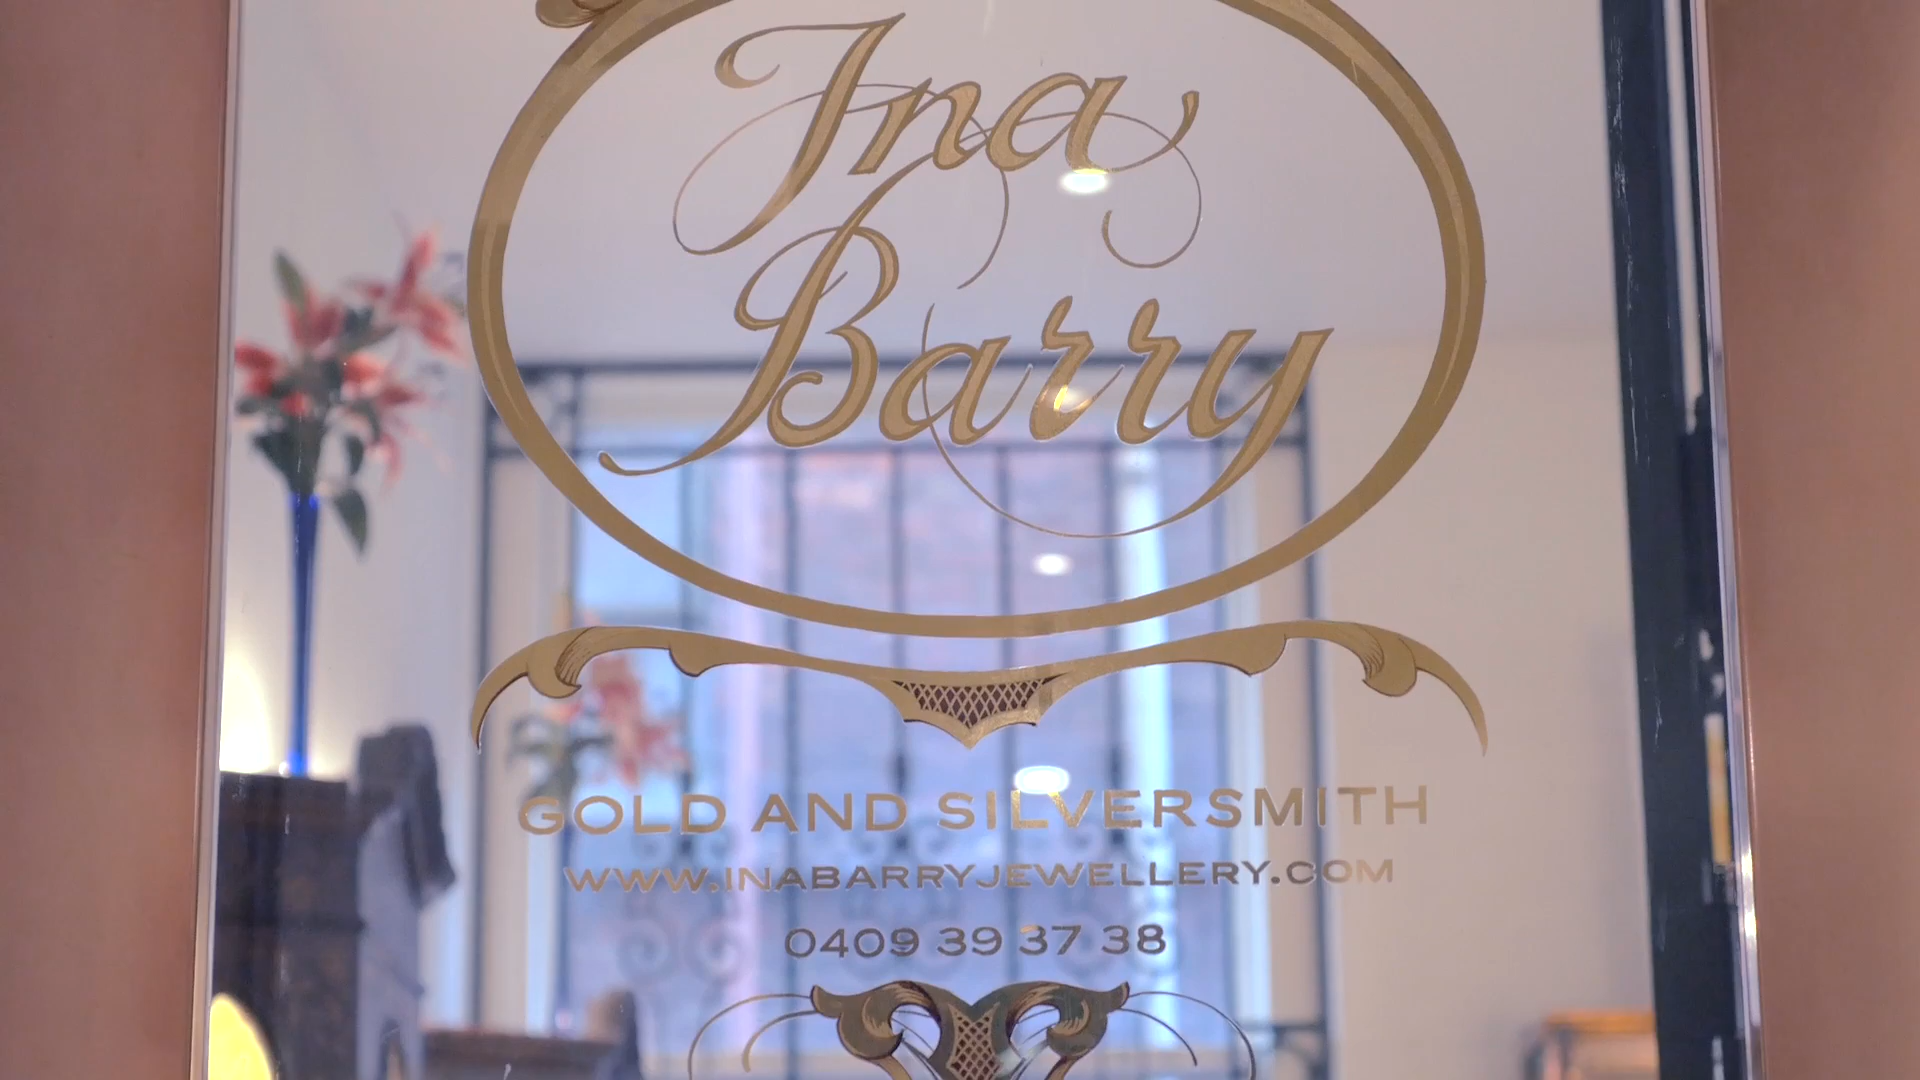 Ina
Barry
GOLD AND SILVERSMITH
WWW.INABARRYJEWELLERY.COM
0409 39 37 38